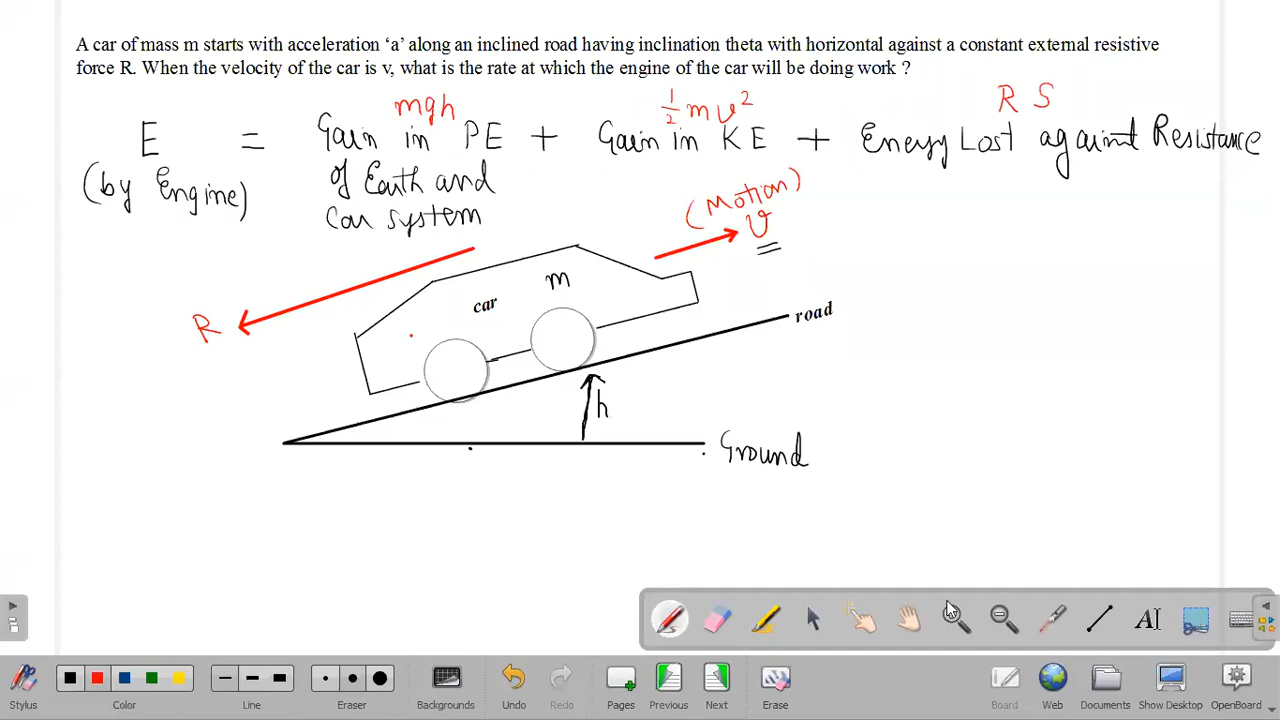 A car of mass m starts with acceleration ‘a’ along an inclined road having inclination theta with horizontal against a constant external resistive
force R. When the velocity of the car is v, what is the rate at which the engine of the car will be doing work ?
mgh ½mv² R S
E = Gain in PE + Gain in KE + Energy Lost against Resistance
(by Engine) of Earth and
Car system
(Motion)
v
R
m
car
road
h
Ground
Stylus Color Line Eraser Backgrounds Undo Redo Pages Previous Next Erase Board Web Documents Show Desktop OpenBoard